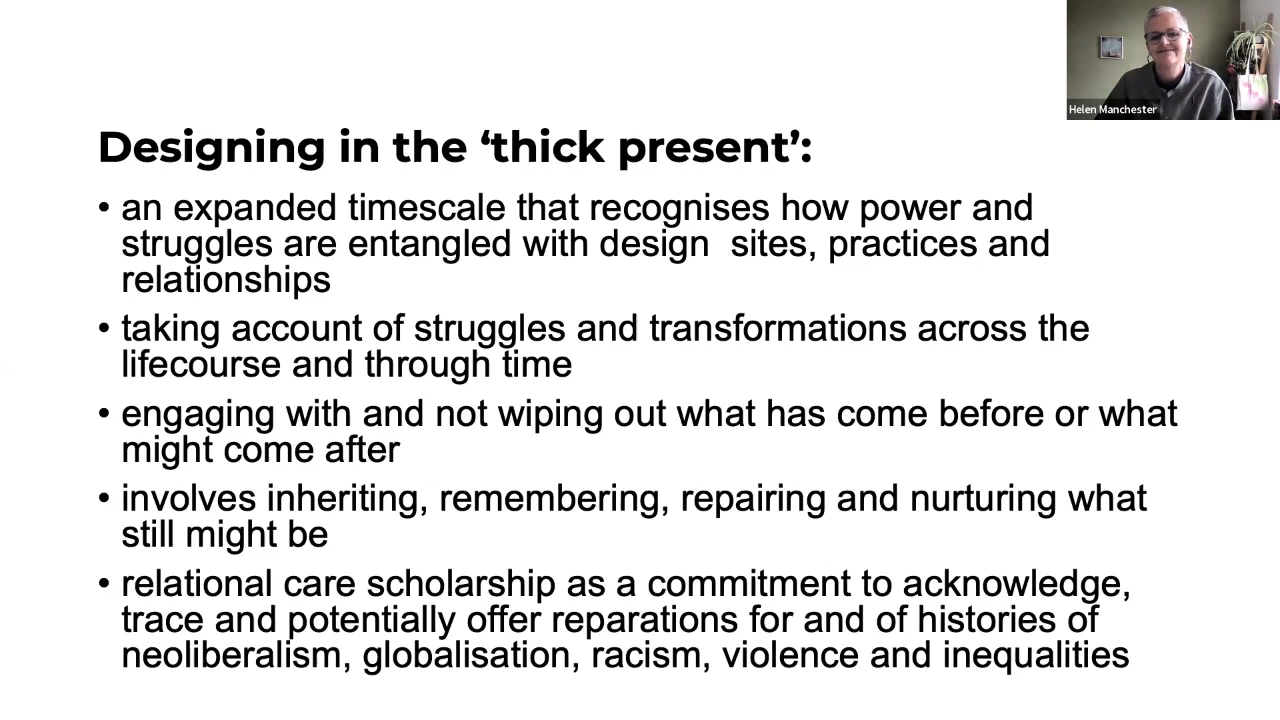 Helen Manchester
Designing in the ‘thick present’:
• an expanded timescale that recognises how power and
struggles are entangled with design  sites, practices and
relationships
• taking account of struggles and transformations across the
lifecourse and through time
• engaging with and not wiping out what has come before or what
might come after
• involves inheriting, remembering, repairing and nurturing what
still might be
• relational care scholarship as a commitment to acknowledge,
trace and potentially offer reparations for and of histories of
neoliberalism, globalisation, racism, violence and inequalities